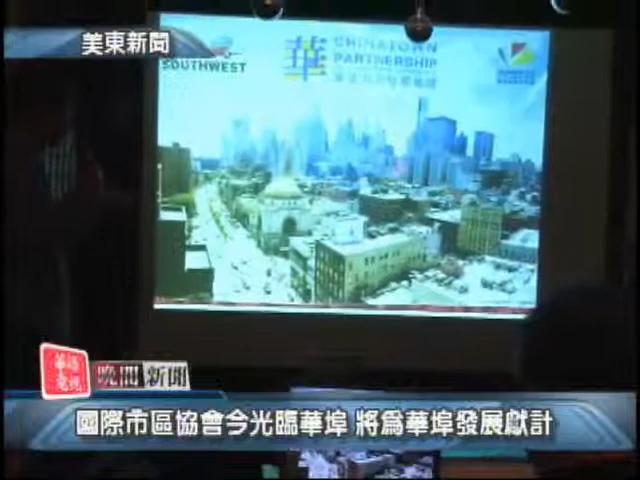 美東新聞
SOUTHWEST
華
CHINATOWN
PARTNERSHIP
晚間新聞
國際市區協會今光臨華埠 將為華埠發展獻計